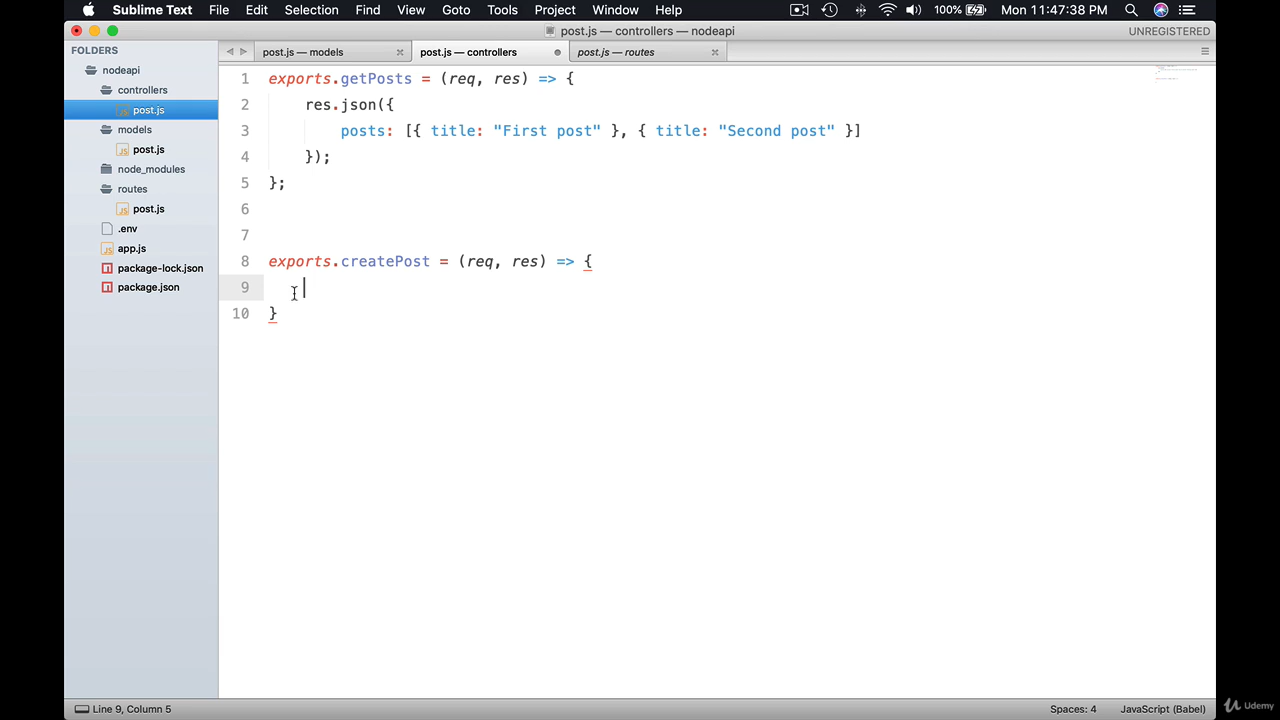 Sublime Text File Edit Selection Find View Goto Tools Project Window Help 100% Mon 11:47:38 PM
post.js — controllers — nodeapi UNREGISTERED
FOLDERS
nodeapi
controllers
post.js
models
post.js
node_modules
routes
post.js
.env
app.js
package-lock.json
package.json
post.js — models post.js — controllers post.js — routes
1 exports.getPosts = (req, res) => {
2 res.json({
3 posts: [{ title: "First post" }, { title: "Second post" }]
4 });
5 };
6
7
8 exports.createPost = (req, res) => {
9
10 }
Line 9, Column 5 Spaces: 4 JavaScript (Babel)
Udemy